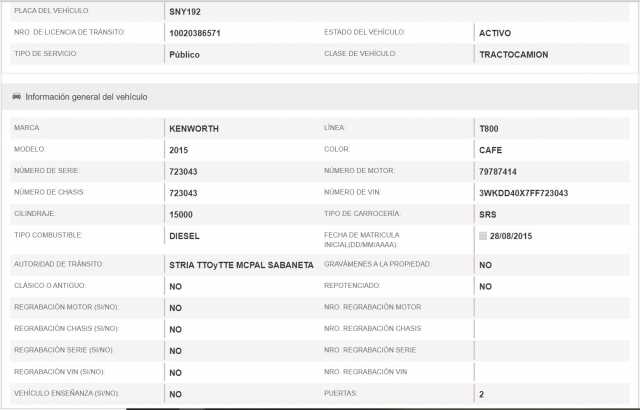 PLACA DEL VEHÍCULO: SNY192
NRO. DE LICENCIA DE TRÁNSITO: 10020386571 ESTADO DEL VEHÍCULO: ACTIVO
TIPO DE SERVICIO: Público CLASE DE VEHÍCULO: TRACTOCAMION
Información general del vehículo
MARCA: KENWORTH LÍNEA: T800
MODELO: 2015 COLOR: CAFE
NÚMERO DE SERIE: 723043 NÚMERO DE MOTOR: 79787414
NÚMERO DE CHASIS: 723043 NÚMERO DE VIN: 3WKDD40X7FF723043
CILINDRAJE: 15000 TIPO DE CARROCERÍA: SRS
TIPO COMBUSTIBLE: DIESEL FECHA DE MATRICULA INICIAL(DD/MM/AAAA): 28/08/2015
AUTORIDAD DE TRÁNSITO: STRIA TTOyTTE MCPAL SABANETA GRAVÁMENES A LA PROPIEDAD: NO
CLÁSICO O ANTIGUO: NO REPOTENCIADO: NO
REGRABACIÓN MOTOR (SI/NO): NO NRO. REGRABACIÓN MOTOR
REGRABACIÓN CHASIS (SI/NO): NO NRO. REGRABACIÓN CHASIS
REGRABACIÓN SERIE (SI/NO): NO NRO. REGRABACIÓN SERIE
REGRABACIÓN VIN (SI/NO): NO NRO. REGRABACIÓN VIN
VEHÍCULO ENSEÑANZA (SI/NO): NO PUERTAS: 2